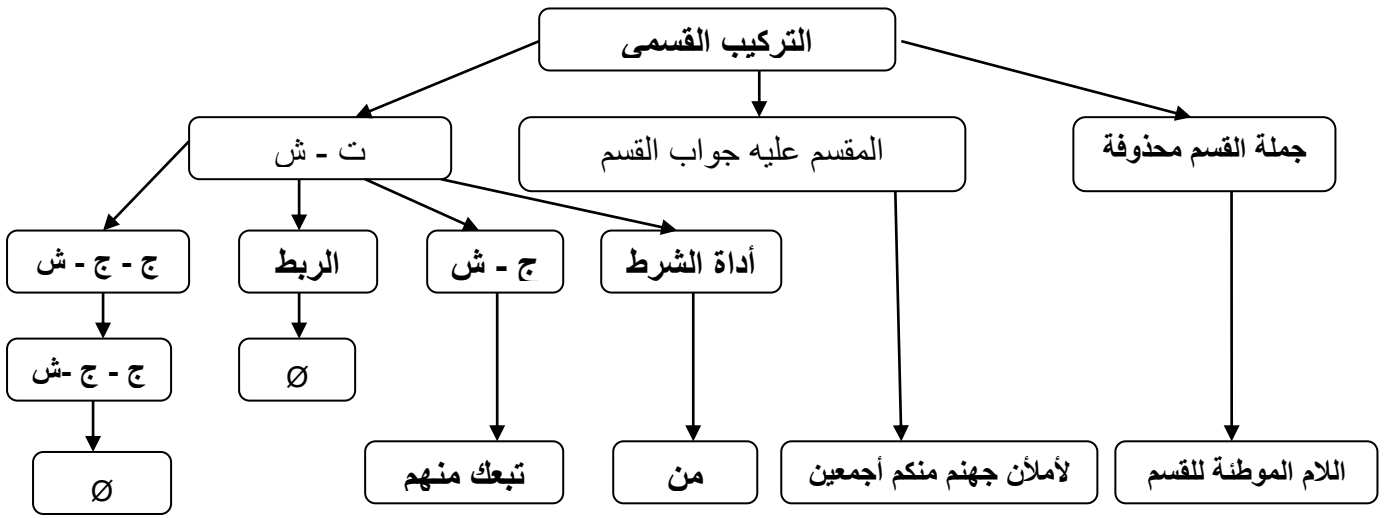 التركيب القسمى
جملة القسم محذوفة
المقسم عليه جواب القسم
ت - ش
أداة الشرط
ج - ش
الربط
ج - ج - ش
ج - ج -ش
Ø
اللام الموطئة للقسم
لأملأن جهنم منكم أجمعين
من
تبعك منهم
Ø